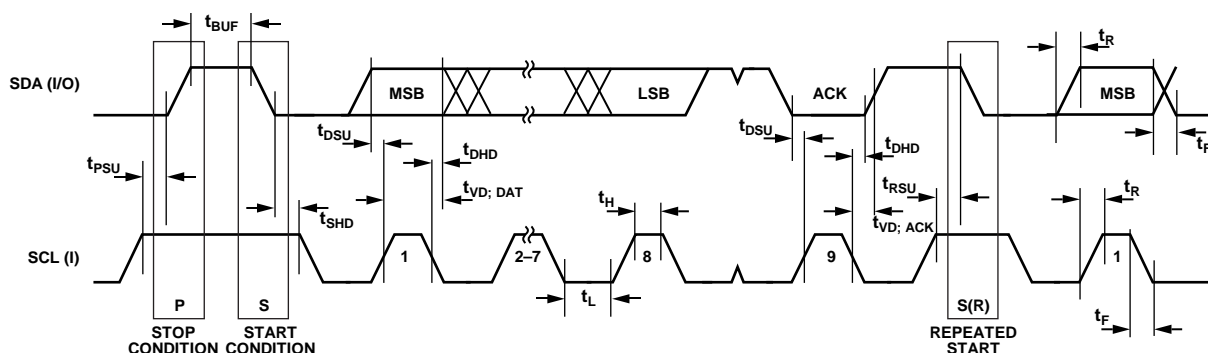 tBUF
tR
SDA (I/O)
MSB
LSB
ACK
MSB
tDSU
tDHD
tDSU
tDHD
tF
tPSU
tVD; DAT
tRSU
tR
tSHD
tH
tVD; ACK
SCL (I)
1
2–7
8
9
1
P
S
tL
S(R)
tF
STOP
CONDITION
START
CONDITION
REPEATED
START